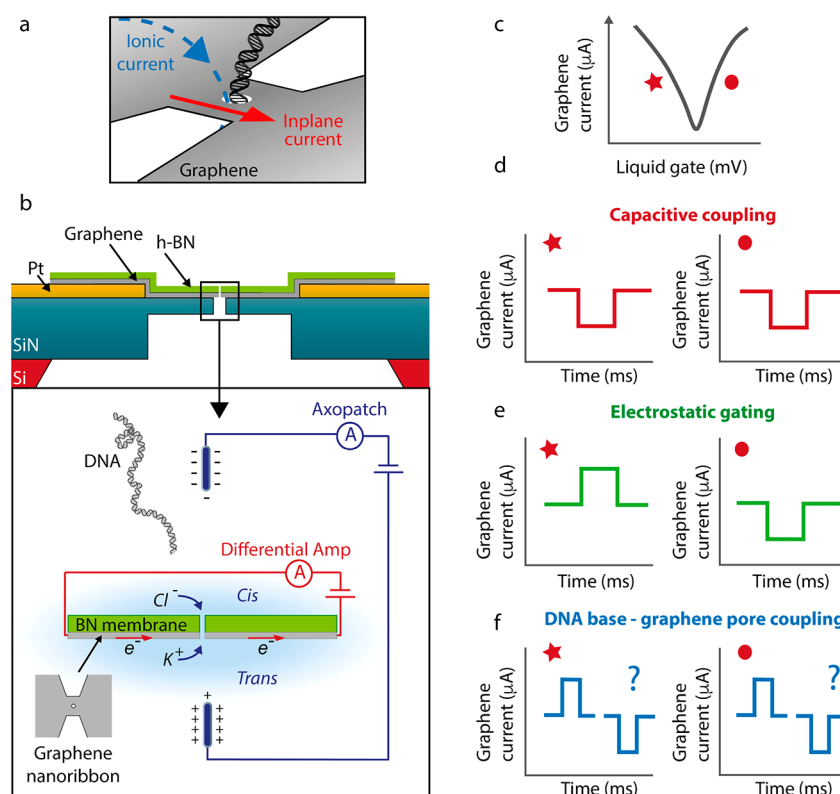 a
Ionic
current
Inplane
current
Graphene
b
Graphene
h-BN
Pt
SiN
Si
Axopatch
A
DNA
-
Differential Amp
A
Cl-
Cis
BN membrane
e-
e-
K+
Trans
+
Graphene
nanoribbon
c
Graphene
current (μA)
Liquid gate (mV)
d
Capacitive coupling
Graphene
current (μA)
Time (ms)
Graphene
current (μA)
Time (ms)
e
Electrostatic gating
Graphene
current (μA)
Time (ms)
Graphene
current (μA)
Time (ms)
f
DNA base - graphene pore coupling
Graphene
current (μA)
?
Time (ms)
Graphene
current (μA)
?
Time (ms)